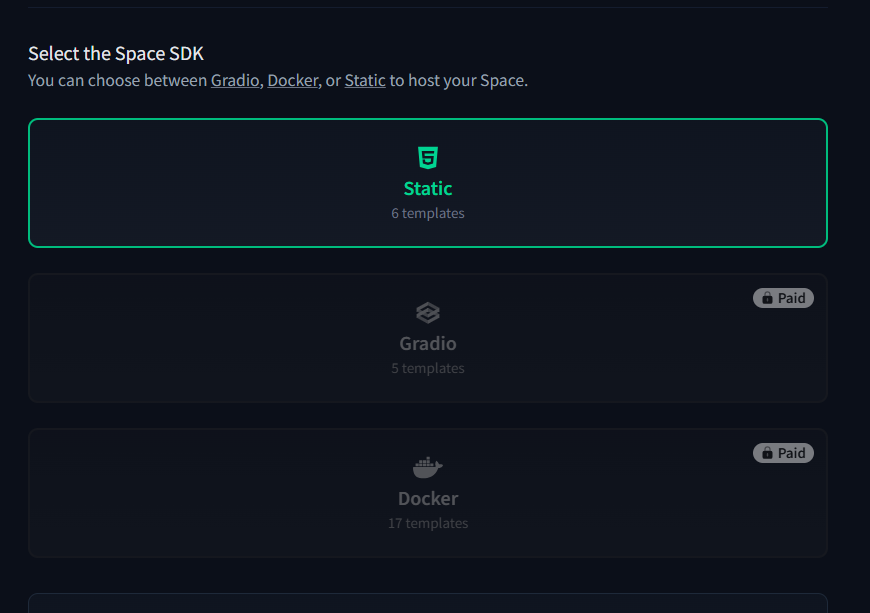 Select the Space SDK
You can choose between Gradio, Docker, or Static to host your Space.
Static
6 templates
Paid
Gradio
5 templates
Paid
Docker
17 templates